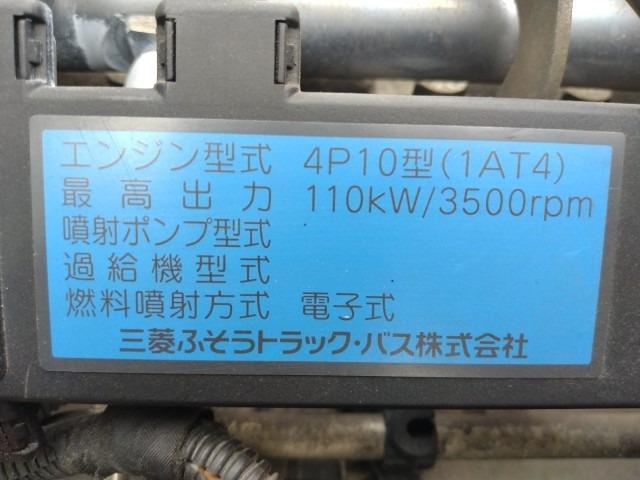 エンジン型式 4P10型(1AT4)
最高出力 110kW/3500rpm
噴射ポンプ型式
過給機型式
燃料噴射方式 電子式
三菱ふそうトラック・バス株式会社